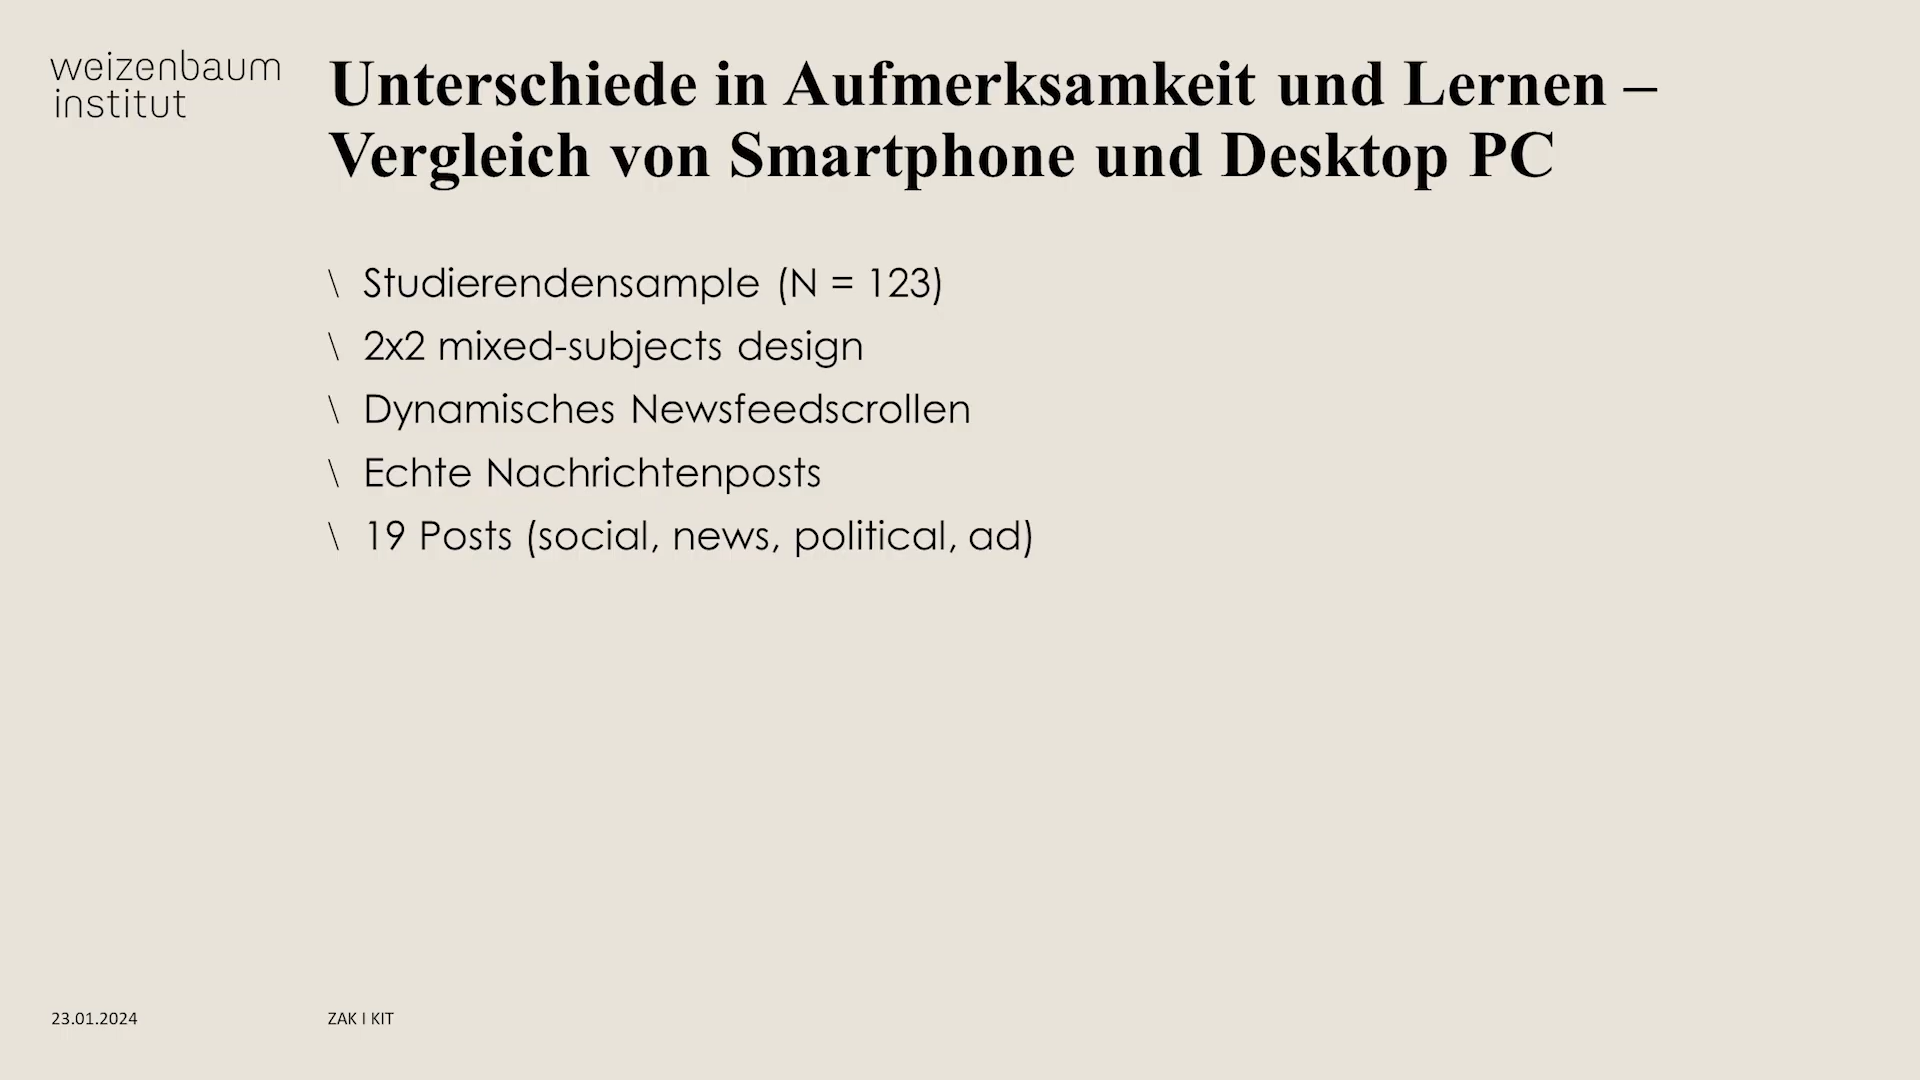 weizenbaum
institut
Unterschiede in Aufmerksamkeit und Lernen –
Vergleich von Smartphone und Desktop PC
\ Studierendensample (N = 123)
\ 2x2 mixed-subjects design
\ Dynamisches Newsfeedscrollen
\ Echte Nachrichtenposts
\ 19 Posts (social, news, political, ad)
23.01.2024
ZAK I KIT